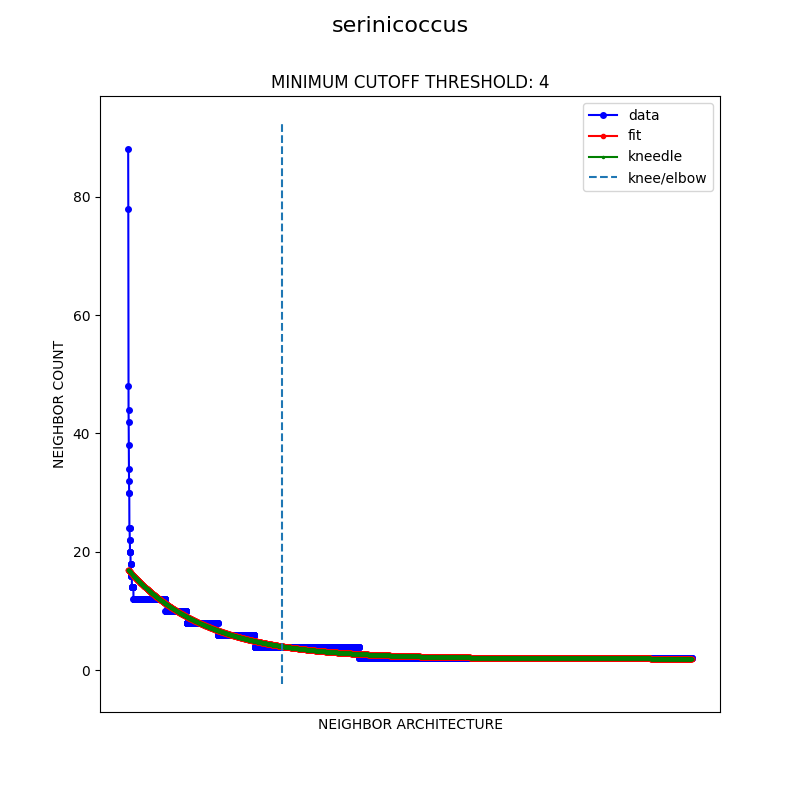 serinicoccus
MINIMUM CUTOFF THRESHOLD: 4
data
fit
kneedle
knee/elbow
80
60
40
20
0
NEIGHBOR COUNT
NEIGHBOR ARCHITECTURE